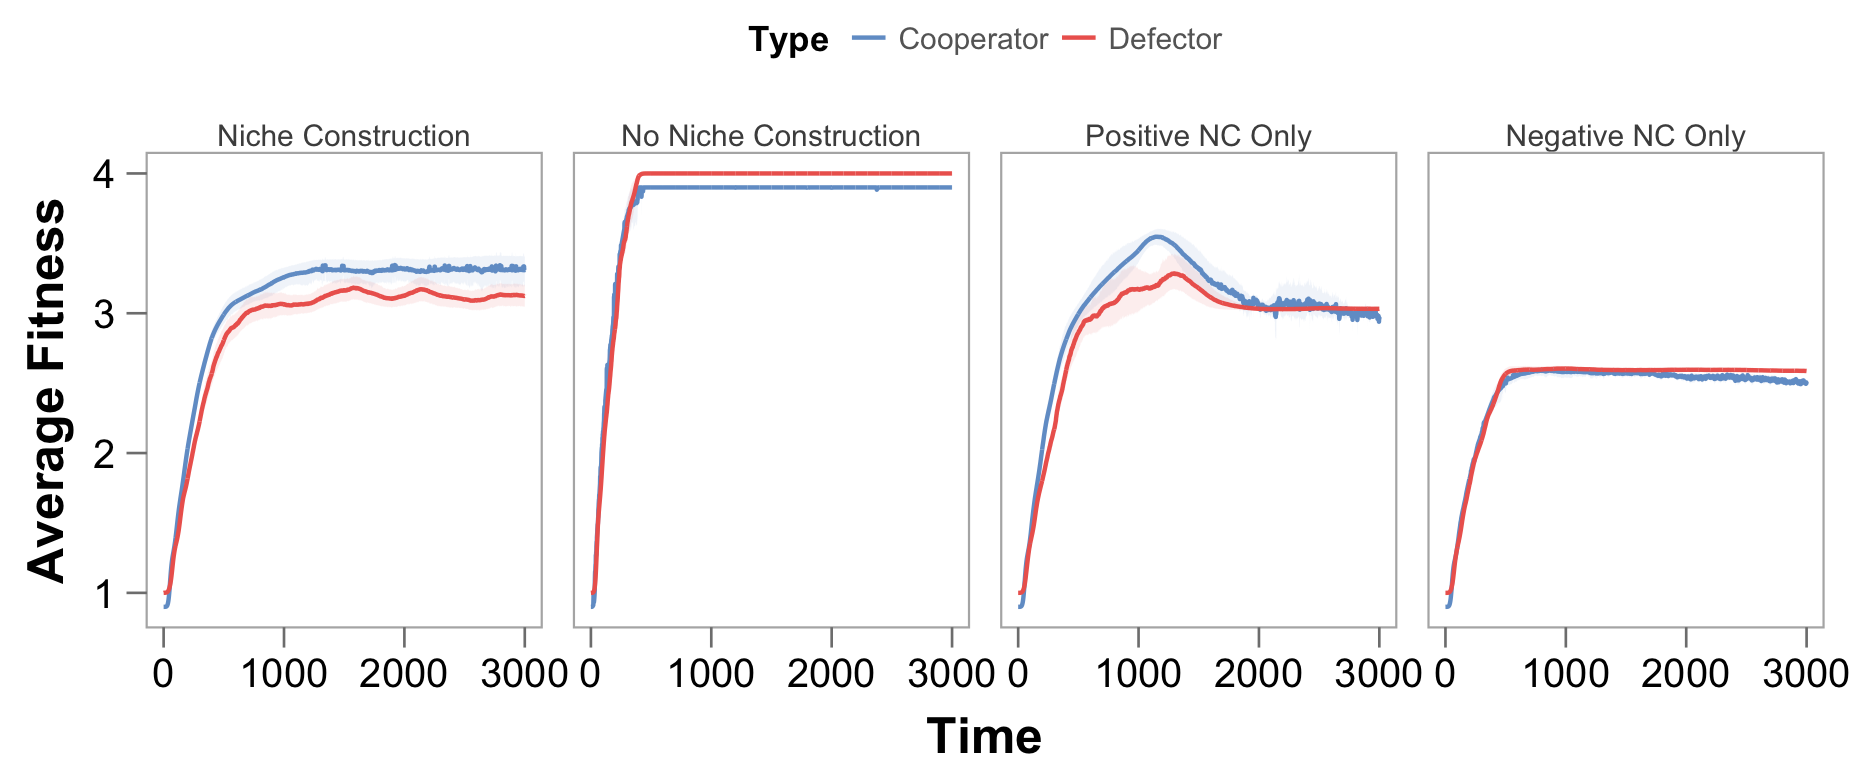 Type Cooperator Defector
Niche Construction No Niche Construction Positive NC Only Negative NC Only
Average Fitness
4
3
2
1
0 1000 2000 3000 0 1000 2000 3000 0 1000 2000 3000 0 1000 2000 3000
Time